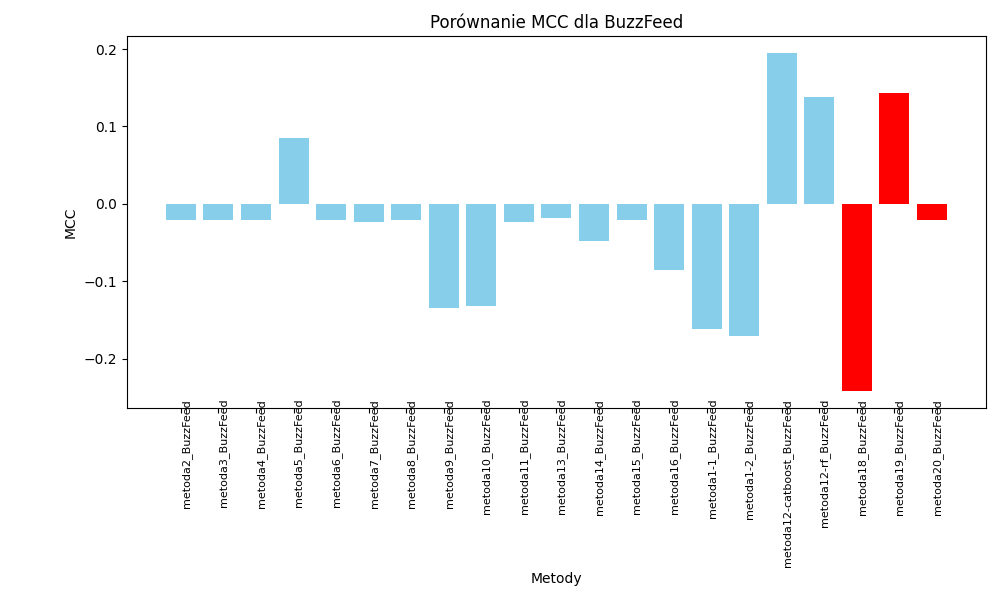 Porównanie MCC dla BuzzFeed
MCC
0.2
0.1
0.0
−0.1
−0.2
metoda2_BuzzFeed
metoda3_BuzzFeed
metoda4_BuzzFeed
metoda5_BuzzFeed
metoda6_BuzzFeed
metoda7_BuzzFeed
metoda8_BuzzFeed
metoda9_BuzzFeed
metoda10_BuzzFeed
metoda11_BuzzFeed
metoda13_BuzzFeed
metoda14_BuzzFeed
metoda15_BuzzFeed
metoda16_BuzzFeed
metoda1-1_BuzzFeed
metoda1-2_BuzzFeed
metoda12-catboost_BuzzFeed
metoda12-rf_BuzzFeed
metoda18_BuzzFeed
metoda19_BuzzFeed
metoda20_BuzzFeed
Metody